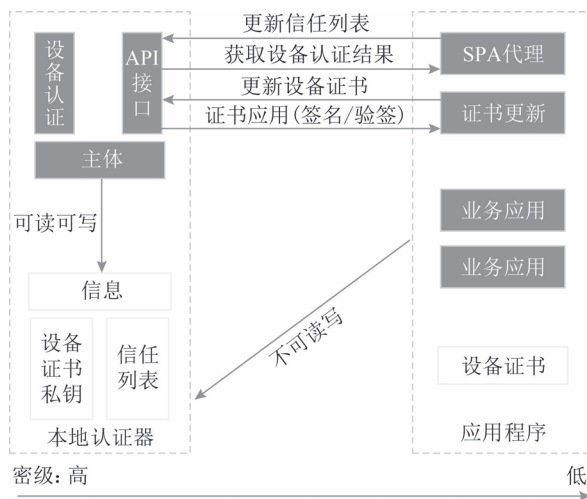 更新信任列表
获取设备认证结果
更新设备证书
证书应用(签名/验签)
设备认证
API
接口
主体
可读可写
信息
设备
证书
私钥
信任
列表
本地认证器
不可读写
SPA代理
证书更新
业务应用
业务应用
设备证书
应用程序
密级：高
低